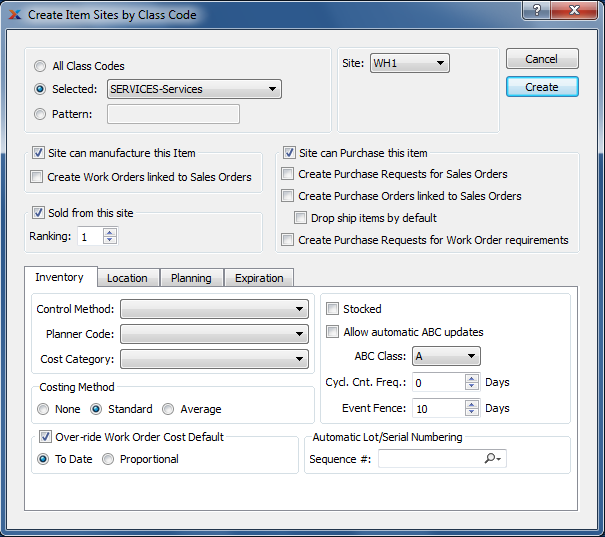 Create Item Sites by Class Code
?
All Class Codes
Selected: SERVICES-Services
Pattern:
Site: WH1
Cancel
Create
Site can manufacture this Item
Create Work Orders linked to Sales Orders
Sold from this site
Ranking: 1
Site can Purchase this item
Create Purchase Requests for Sales Orders
Create Purchase Orders linked to Sales Orders
Drop ship items by default
Create Purchase Requests for Work Order requirements
Inventory Location Planning Expiration
Control Method:
Planner Code:
Cost Category:
Costing Method
None Standard Average
Over-ride Work Order Cost Default
To Date Proportional
Stocked
Allow automatic ABC updates
ABC Class: A
Cycl. Cnt. Freq.: 0 Days
Event Fence: 10 Days
Automatic Lot/Serial Numbering
Sequence #: